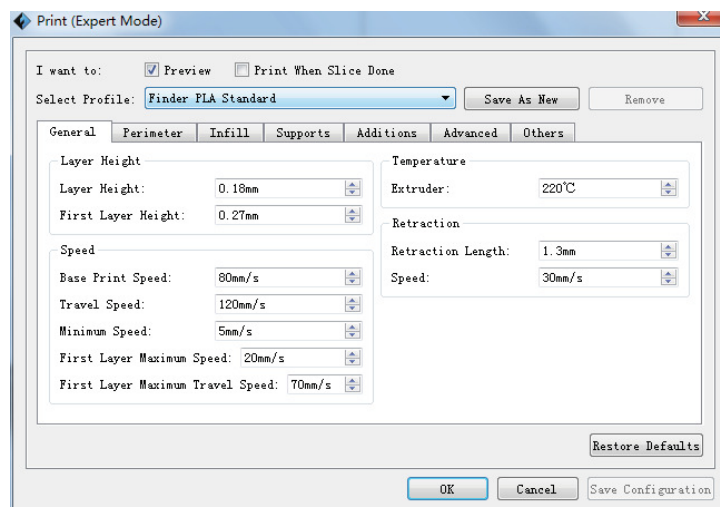 Print (Expert Mode)
I want to: Preview Print When Slice Done
Select Profile: Finder PLA Standard Save As New Remove
General Perimeter Infill Supports Additions Advanced Others
Layer Height
Layer Height: 0.18mm
First Layer Height: 0.27mm
Speed
Base Print Speed: 80mm/s
Travel Speed: 120mm/s
Minimum Speed: 5mm/s
First Layer Maximum Speed: 20mm/s
First Layer Maximum Travel Speed: 70mm/s
Temperature
Extruder: 220℃
Retraction
Retraction Length: 1.3mm
Speed: 30mm/s
Restore Defaults
OK Cancel Save Configuration